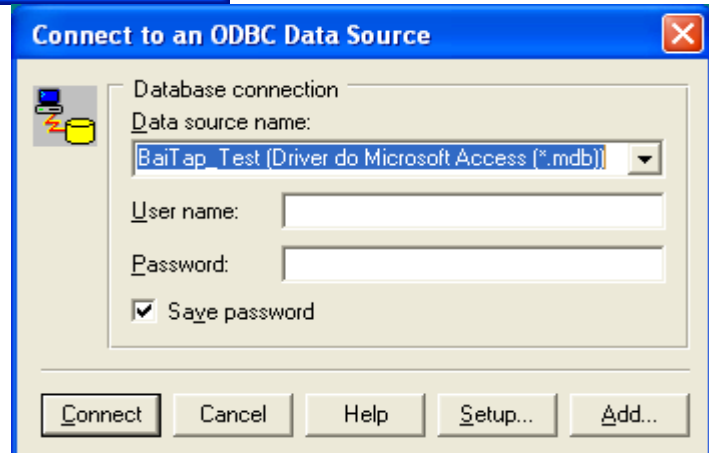 Connect to an ODBC Data Source
Database connection
Data source name:
BaiTap_Test (Driver do Microsoft Access (*.mdb))
User name:
Password:
Save password
Connect Cancel Help Setup... Add...